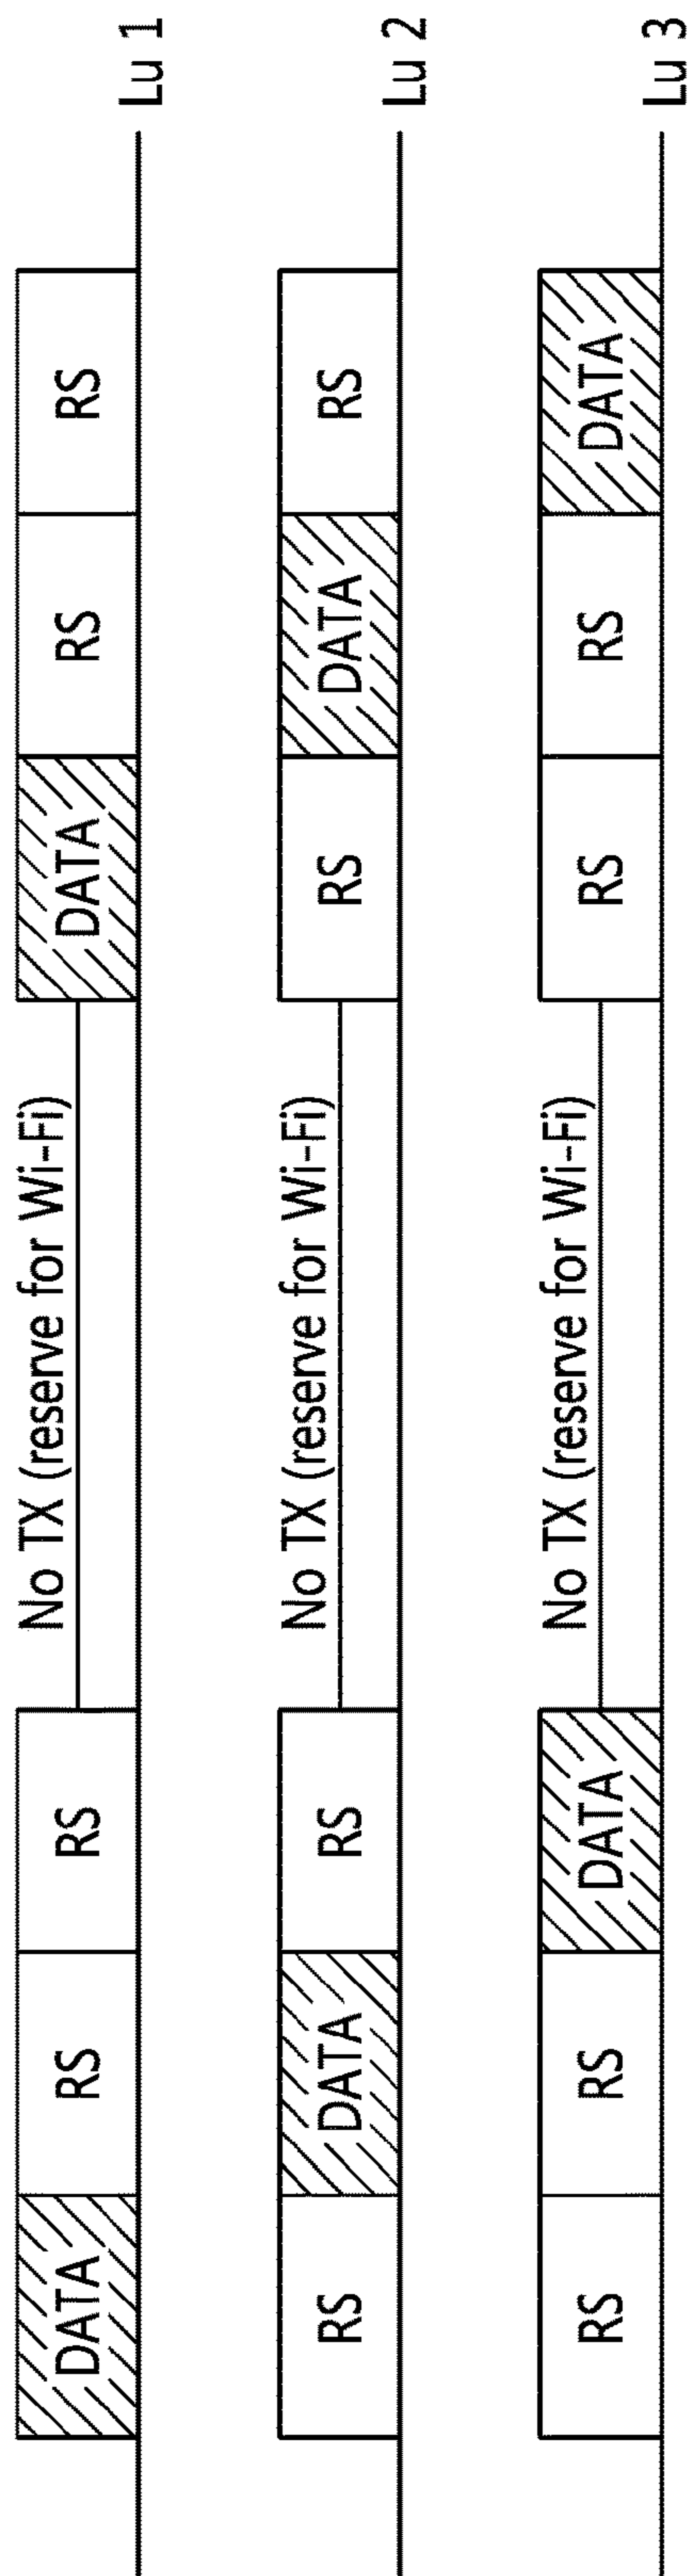 DATA
RS
RS
No TX (reserve for Wi-Fi)
DATA
RS
RS
Lu 1
RS
DATA
RS
No TX (reserve for Wi-Fi)
RS
DATA
RS
Lu 2
RS
RS
DATA
No TX (reserve for Wi-Fi)
RS
RS
DATA
Lu 3